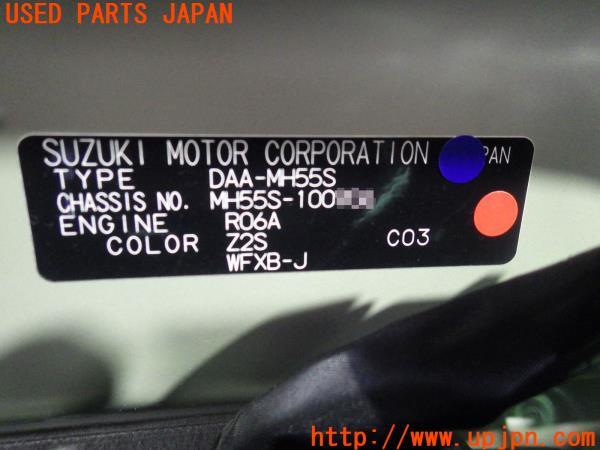 USED PARTS JAPAN
SUZUKI MOTOR CORPORATION
TYPE DAA-MH55S
CHASSIS NO. MH55S-100
ENGINE R06A
COLOR Z2S C03
WFXB-J
http://www.upjpn.com